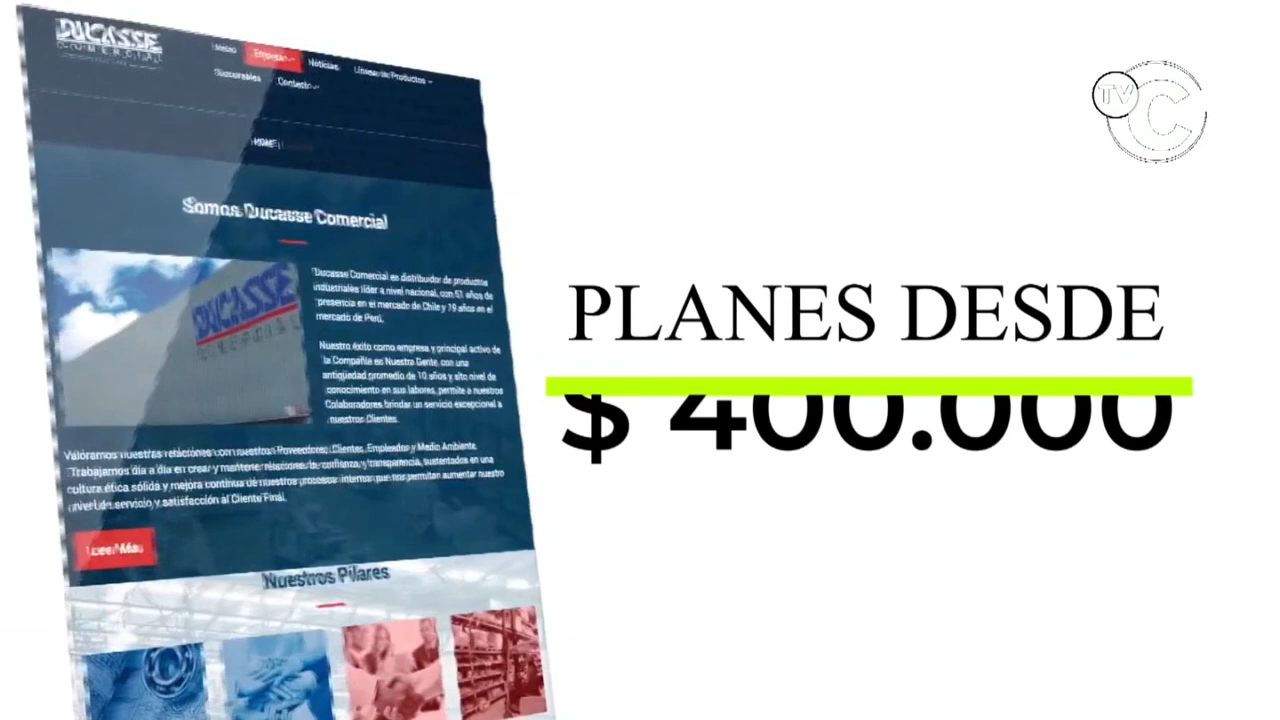 DUCASSE
COMERCIAL
Inicio Empresa Noticias Líneas de Productos
Sucursales Contacto
HOME |
Somos Ducasse Comercial
DUCASSE
Ducasse Comercial es distribuidor de productos
industriales líder a nivel nacional, con 51 años de
presencia en el mercado de Chile y 19 años en el
mercado de Perú.
Nuestro éxito como empresa y principal activo de
la Compañía es Nuestra Gente, con una
antigüedad promedio de 10 años y alto nivel de
conocimiento en sus labores, permite a nuestros
Colaboradores brindar un servicio excepcional a
nuestros Clientes.
Valoramos nuestras relaciones con nuestros Proveedores, Clientes, Empleados y Medio Ambiente.
Trabajamos día a día en crear y mantener relaciones de confianza y transparencia, sustentados en una
cultura ética sólida y mejora continua de nuestros procesos internos que nos permitan aumentar nuestro
nivel de servicio y satisfacción al Cliente Final.
Leer Más
Nuestros Pilares
TV C
PLANES DESDE
$ 400.000